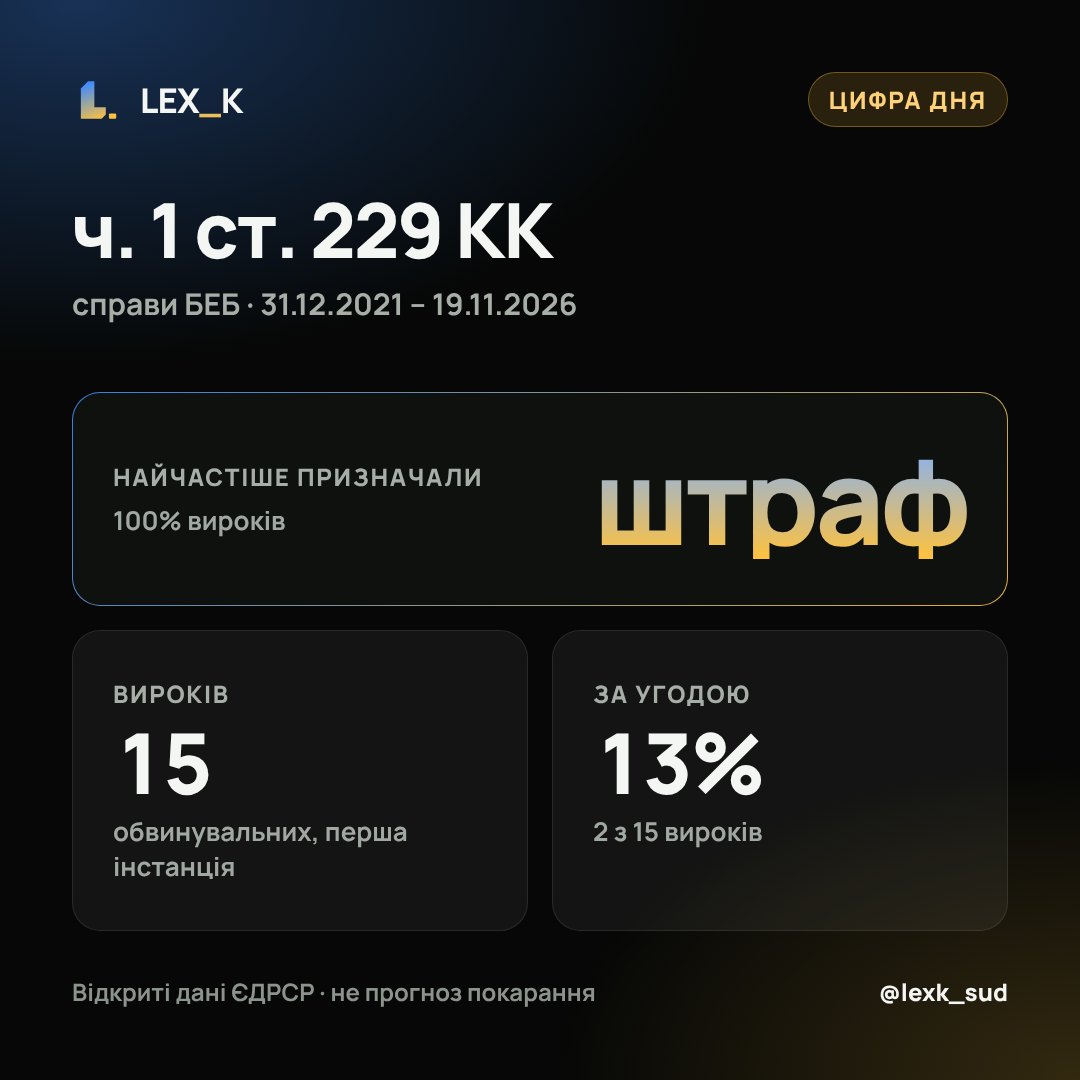 LEX_K
ЦИФРА ДНЯ
ч. 1 ст. 229 КК
справи БЕБ · 31.12.2021 – 19.11.2026
НАЙЧАСТІШЕ ПРИЗНАЧАЛИ
100% вироків
штраф
ВИРОКІВ
15
обвинувальних, перша
інстанція
ЗА УГОДОЮ
13%
2 з 15 вироків
Відкриті дані ЄДРСР · не прогноз покарання
@lexk_sud